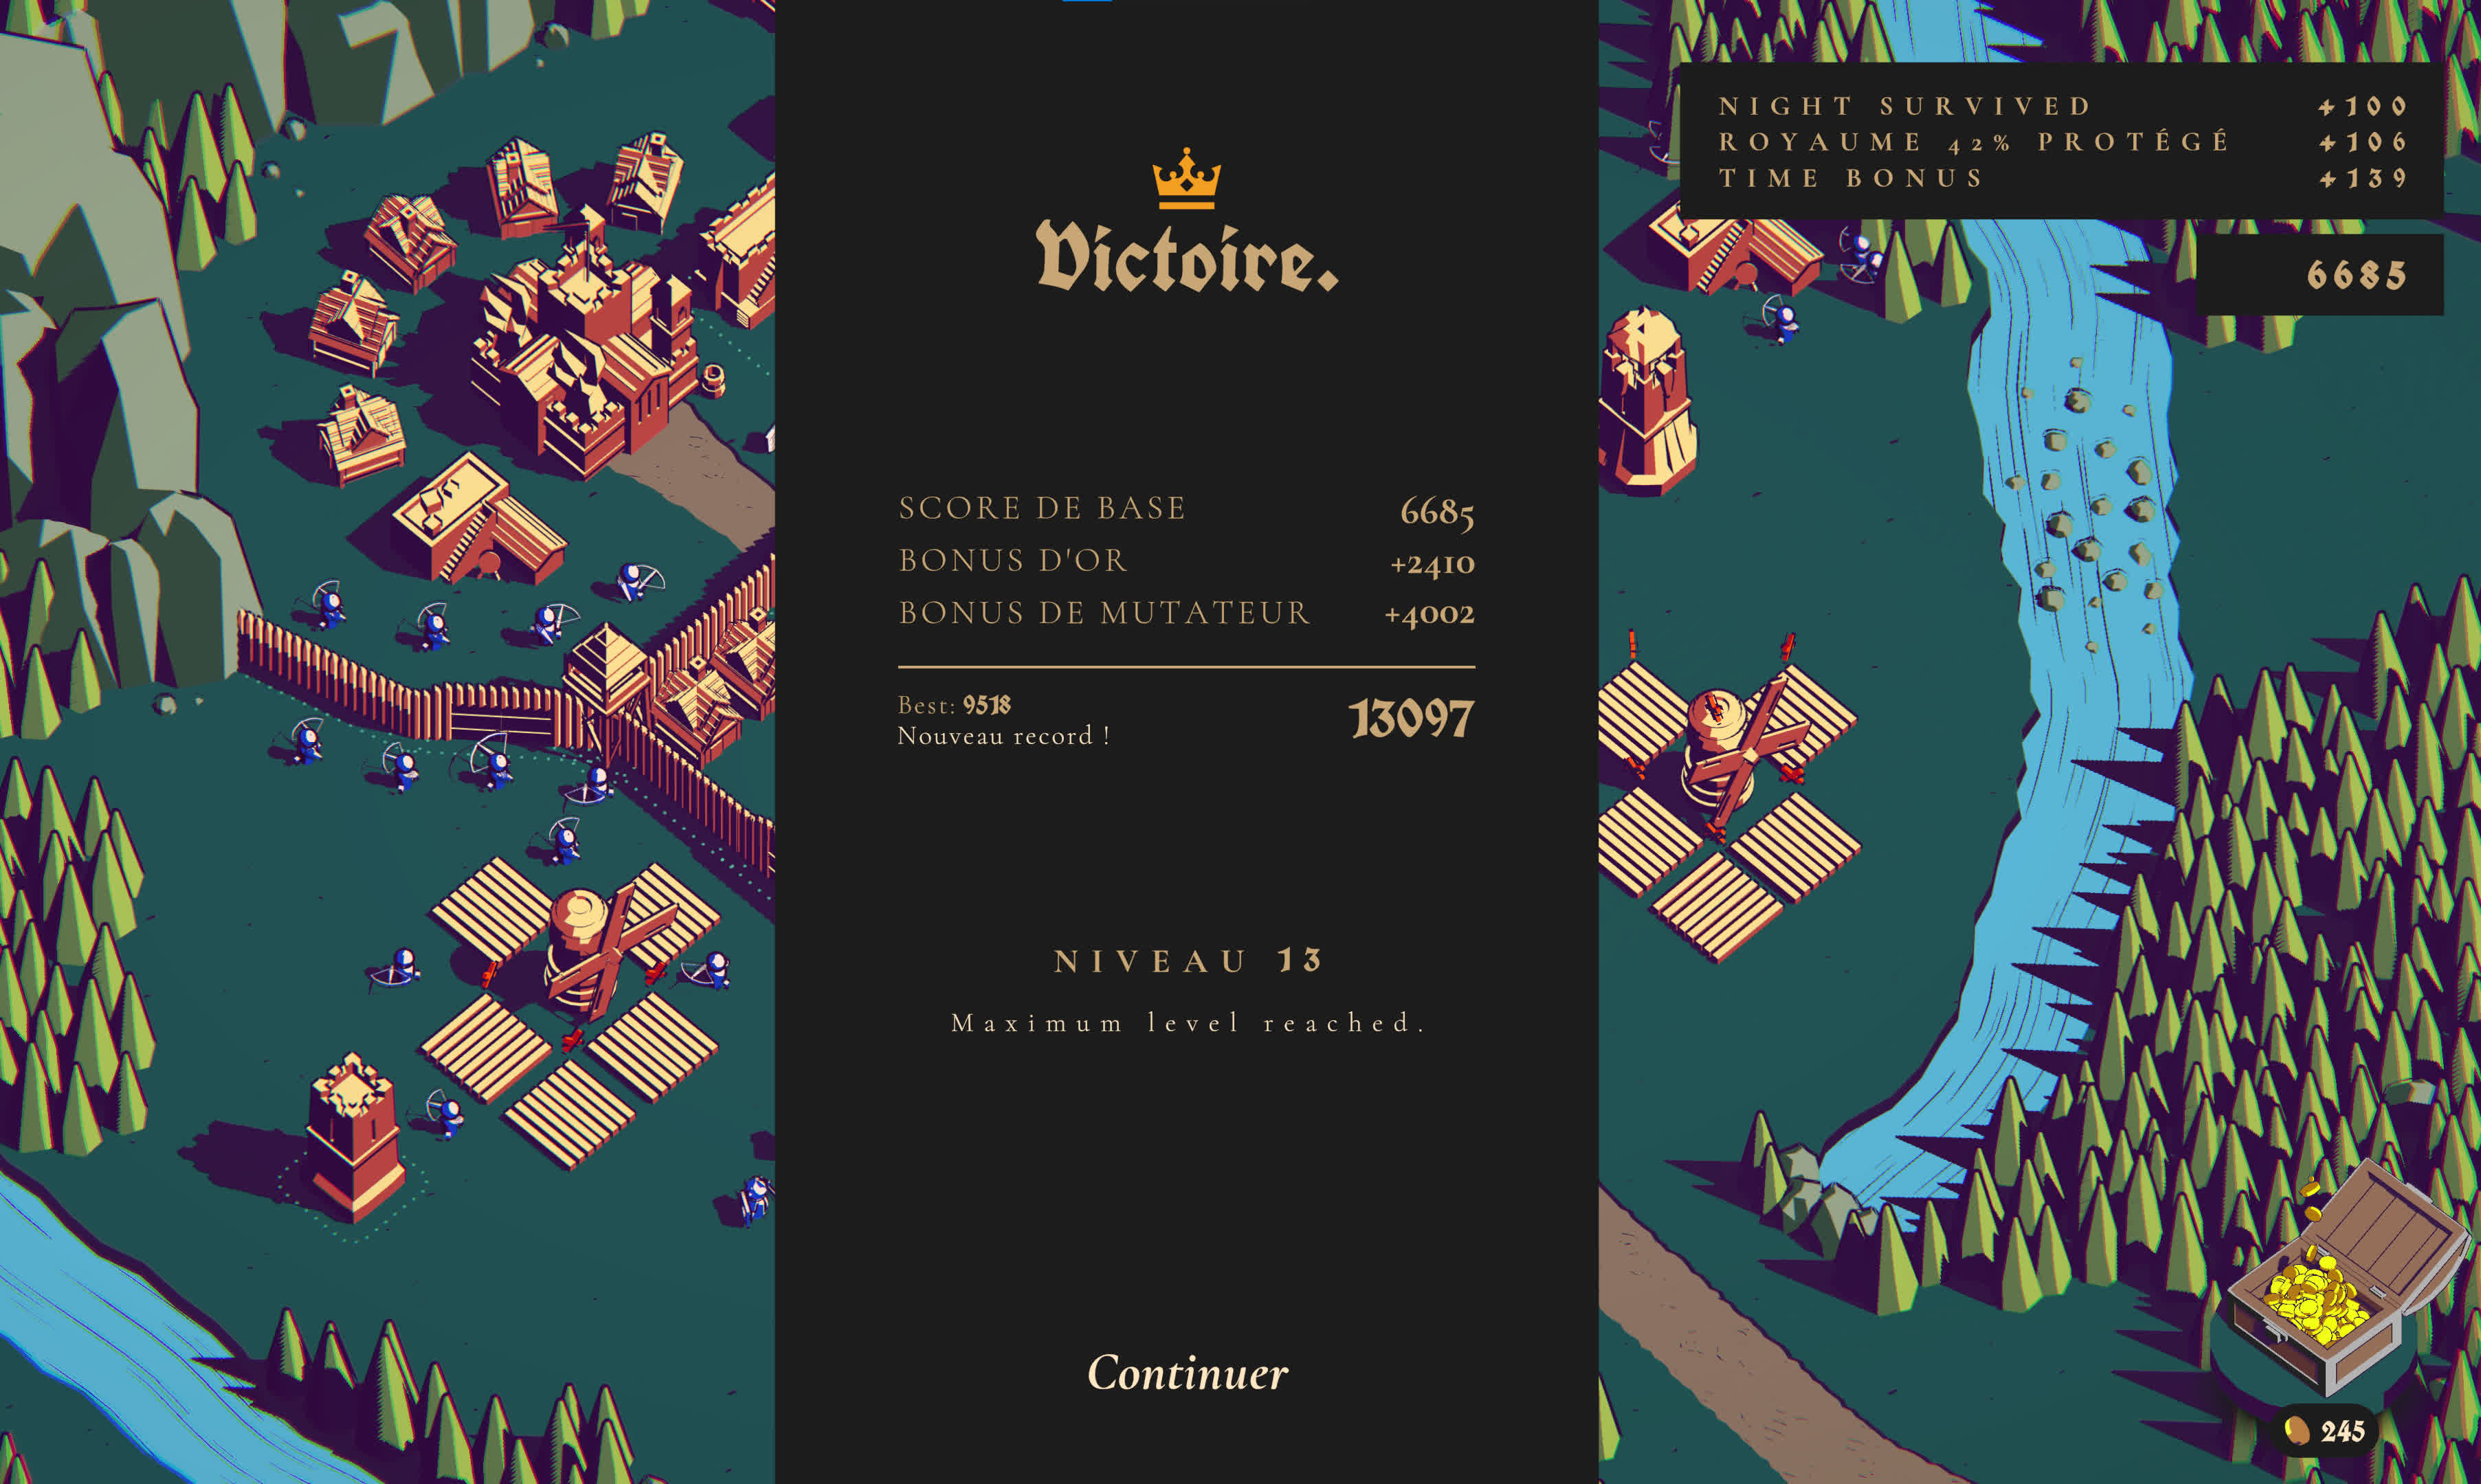 NIGHT SURVIVED +100
ROYAUME 42% PROTÉGÉ +106
TIME BONUS +139
6685
Victoire.
SCORE DE BASE 6685
BONUS D'OR +2410
BONUS DE MUTATEUR +4002
Best: 9518 13097
Nouveau record !
NIVEAU 13
Maximum level reached.
Continuer
245